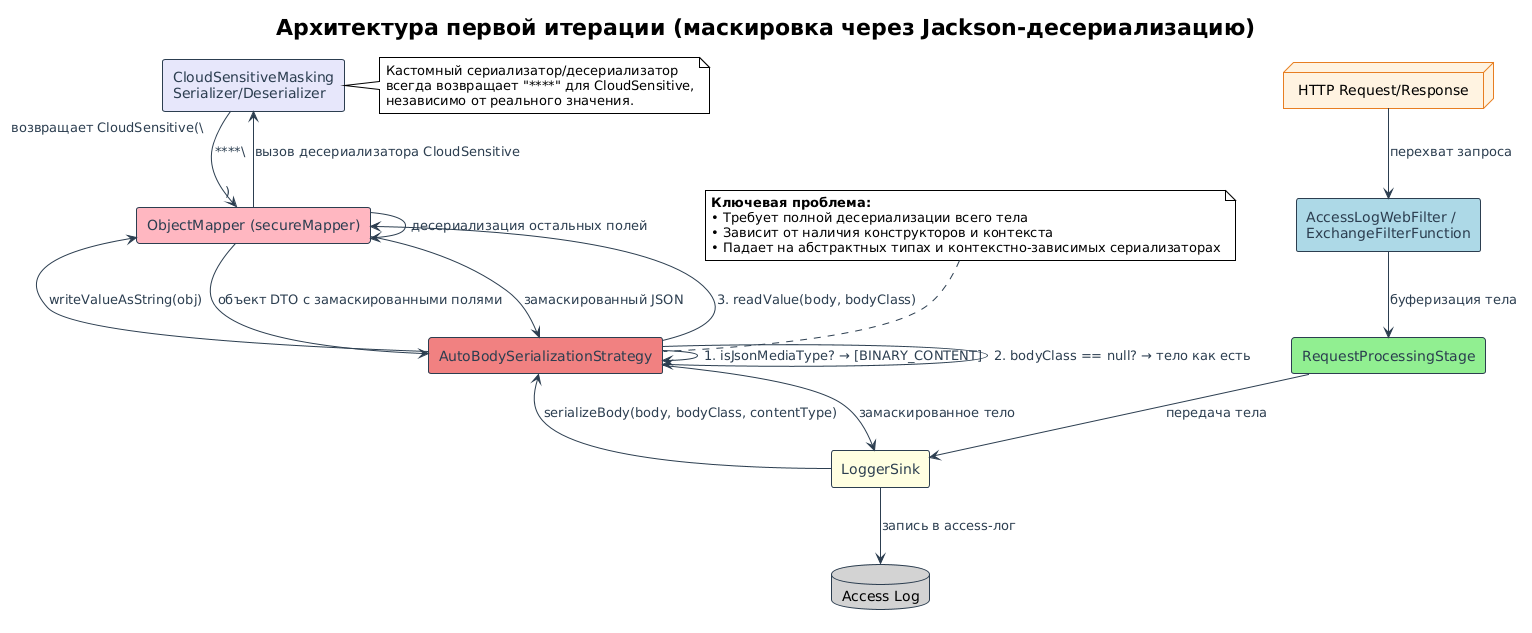 Архитектура первой итерации (маскировка через Jackson-десериализацию)
CloudSensitiveMasking
Serializer/Deserializer
Кастомный сериализатор/десериализатор
всегда возвращает "****" для CloudSensitive,
независимо от реального значения.
HTTP Request/Response
возвращает CloudSensitive(\
****\
)
вызов десериализатора CloudSensitive
перехват запроса
ObjectMapper (secureMapper)
десериализация остальных полей
Ключевая проблема:
• Требует полной десериализации всего тела
• Зависит от наличия конструкторов и контекста
• Падает на абстрактных типах и контекстно-зависимых сериализаторах
AccessLogWebFilter /
ExchangeFilterFunction
writeValueAsString(obj)
объект DTO с замаскированными полями
замаскированный JSON
3. readValue(body, bodyClass)
буферизация тела
AutoBodySerializationStrategy
1. isJsonMediaType? → [BINARY_CONTENT]
2. bodyClass == null? → тело как есть
RequestProcessingStage
serializeBody(body, bodyClass, contentType)
замаскированное тело
передача тела
LoggerSink
запись в access-лог
Access Log